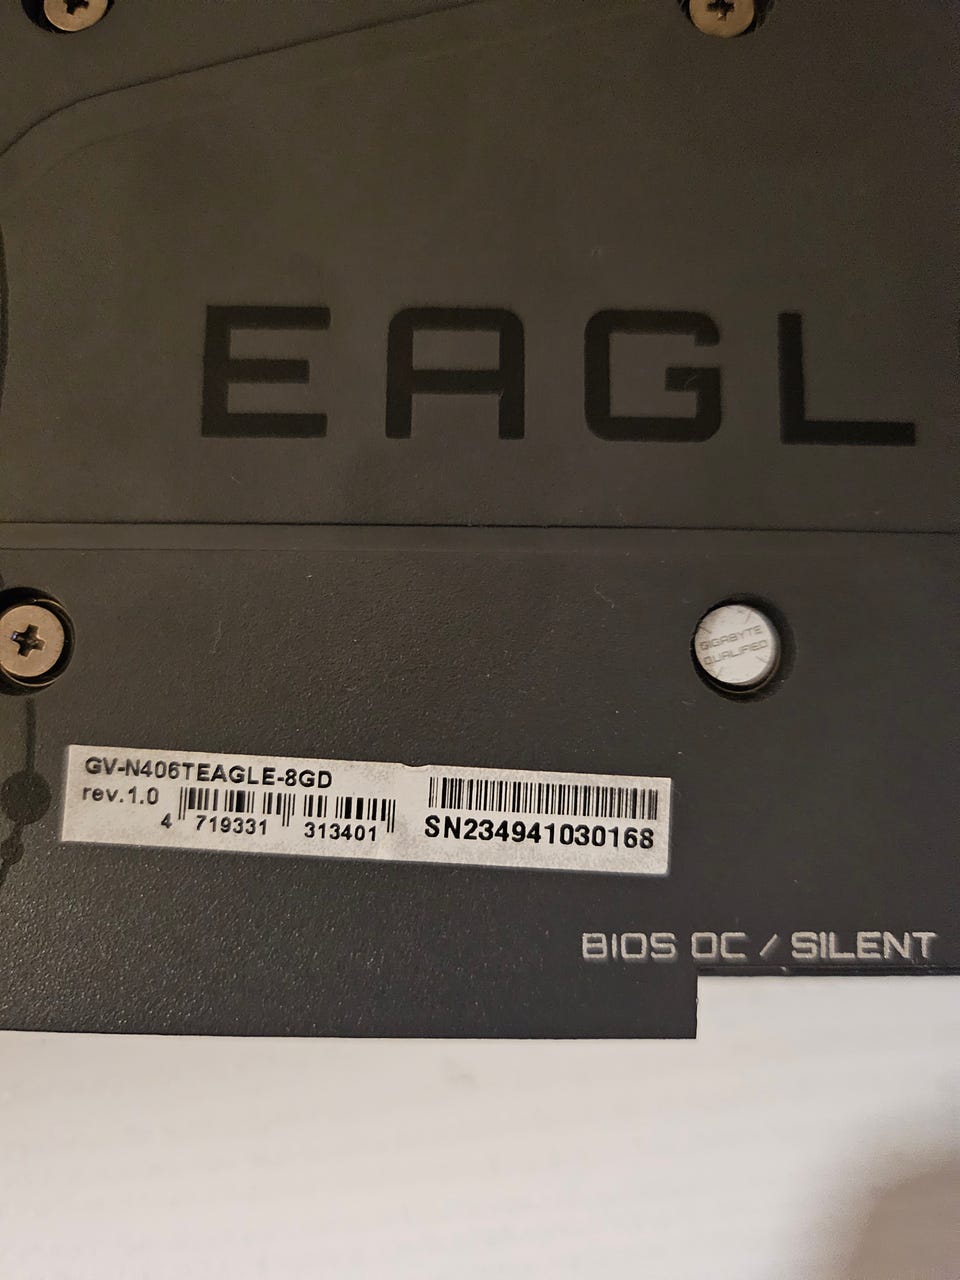 EAGL
GIGABYTE
QUALIFIED
GV-N406TEAGLE-8GD
rev.1.0
4 719331 313401
SN234941030168
BIOS OC / SILENT